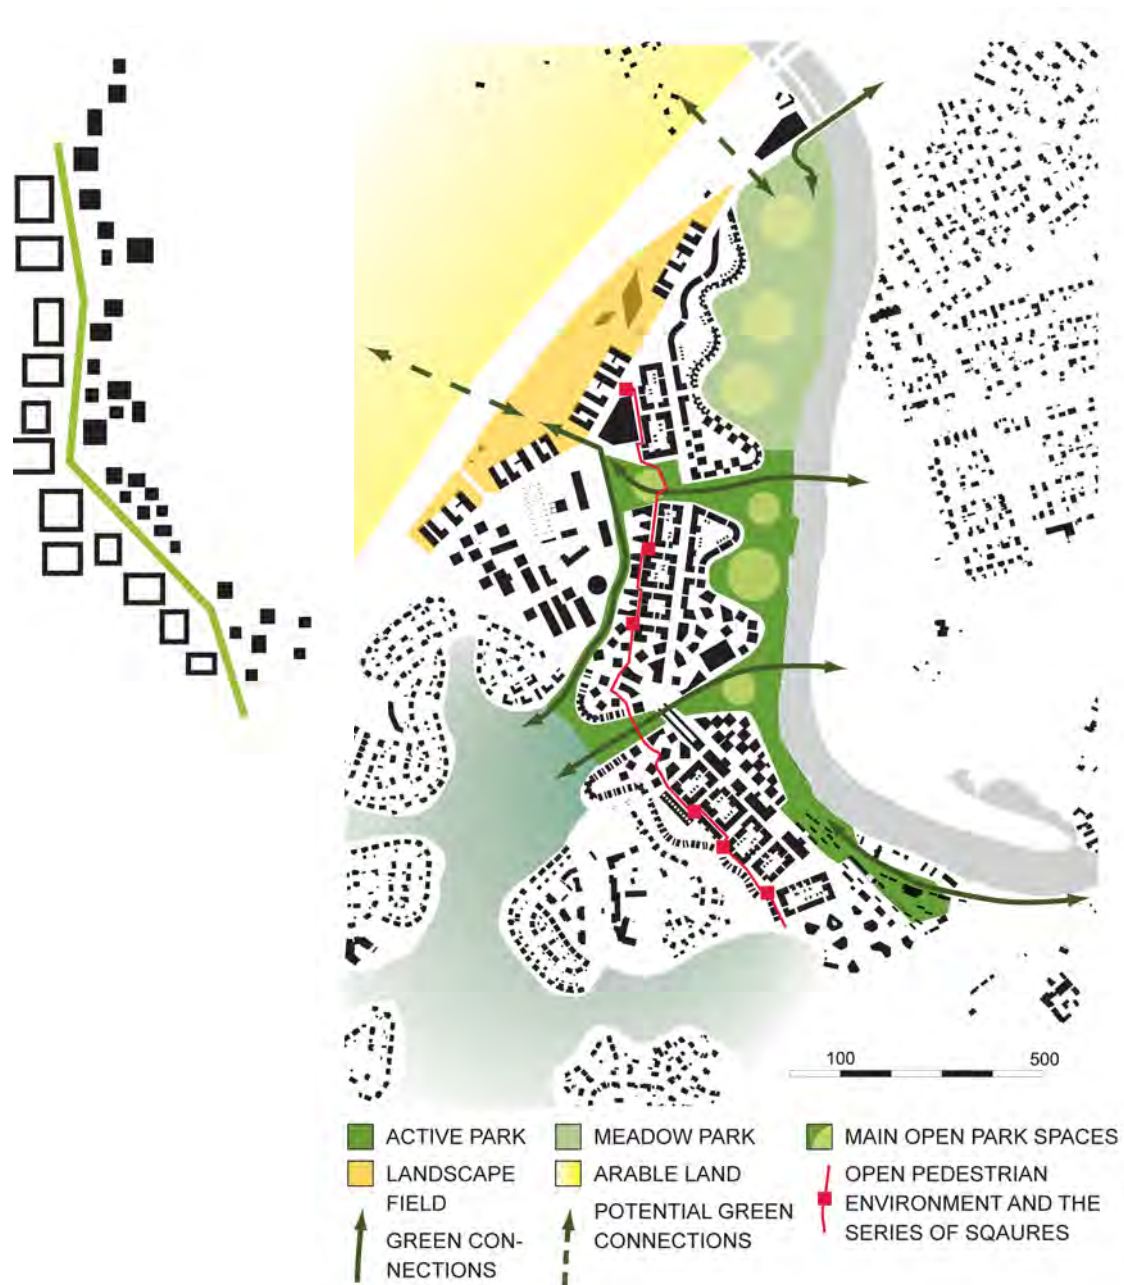 100
500
ACTIVE PARK
MEADOW PARK
MAIN OPEN PARK SPACES
LANDSCAPE
FIELD
ARABLE LAND
OPEN PEDESTRIAN
ENVIRONMENT AND THE
SERIES OF SQAURES
GREEN CON-
NECTIONS
POTENTIAL GREEN
CONNECTIONS